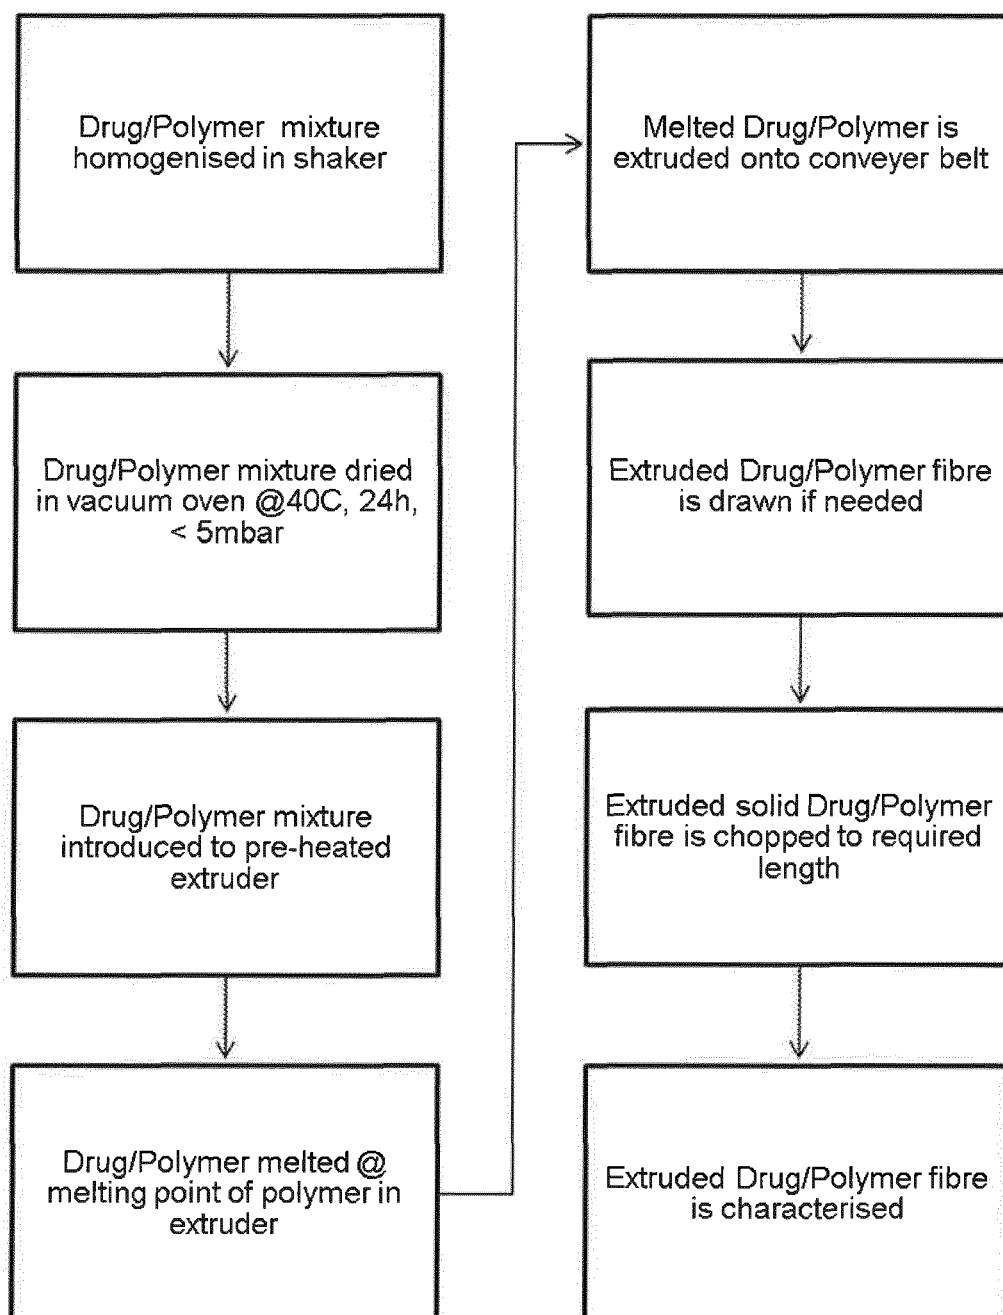 Drug/Polymer mixture
homogenised in shaker
Drug/Polymer mixture dried
in vacuum oven @40C, 24h,
< 5mbar
Drug/Polymer mixture
introduced to pre-heated
extruder
Drug/Polymer melted @
melting point of polymer in
extruder
Melted Drug/Polymer is
extruded onto conveyer belt
Extruded Drug/Polymer fibre
is drawn if needed
Extruded solid Drug/Polymer
fibre is chopped to required
length
Extruded Drug/Polymer fibre
is characterised